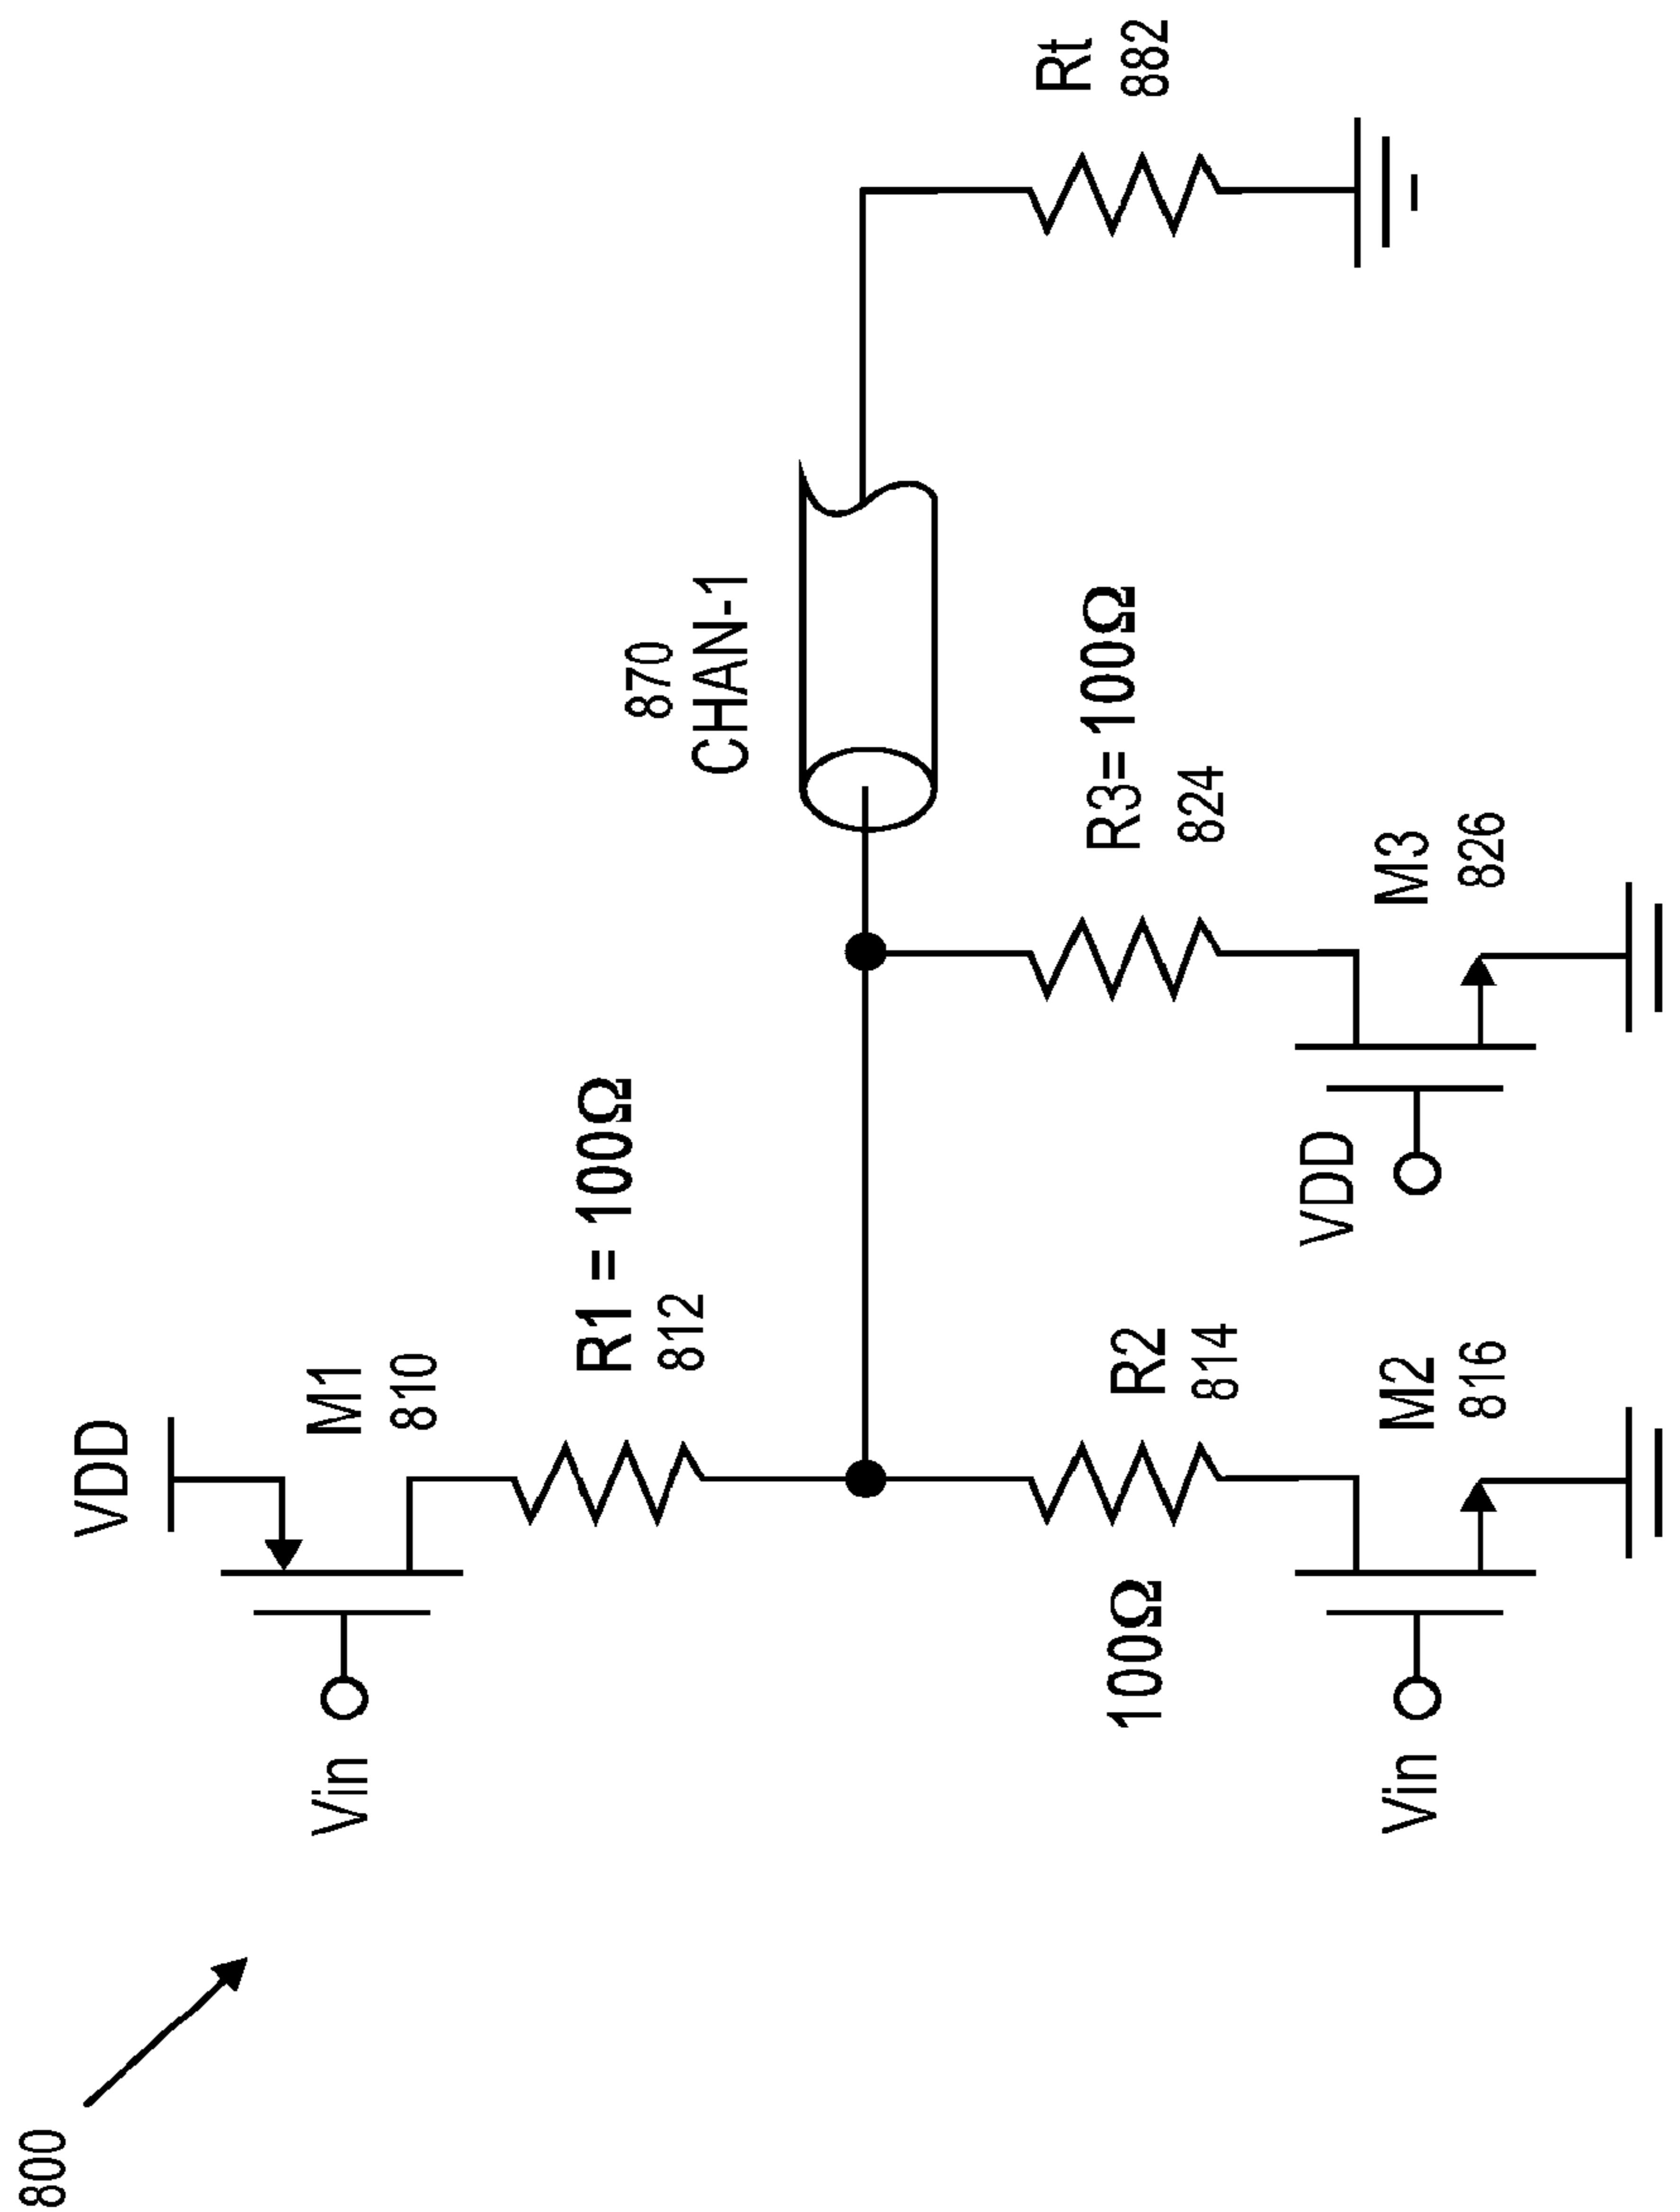 800
VDD
M1
810
Vin
R1 = 100Ω
812
870
CHAN-1
Rt
882
100Ω
R2
814
R3=100Ω
824
Vin
M2
816
VDD
M3
826